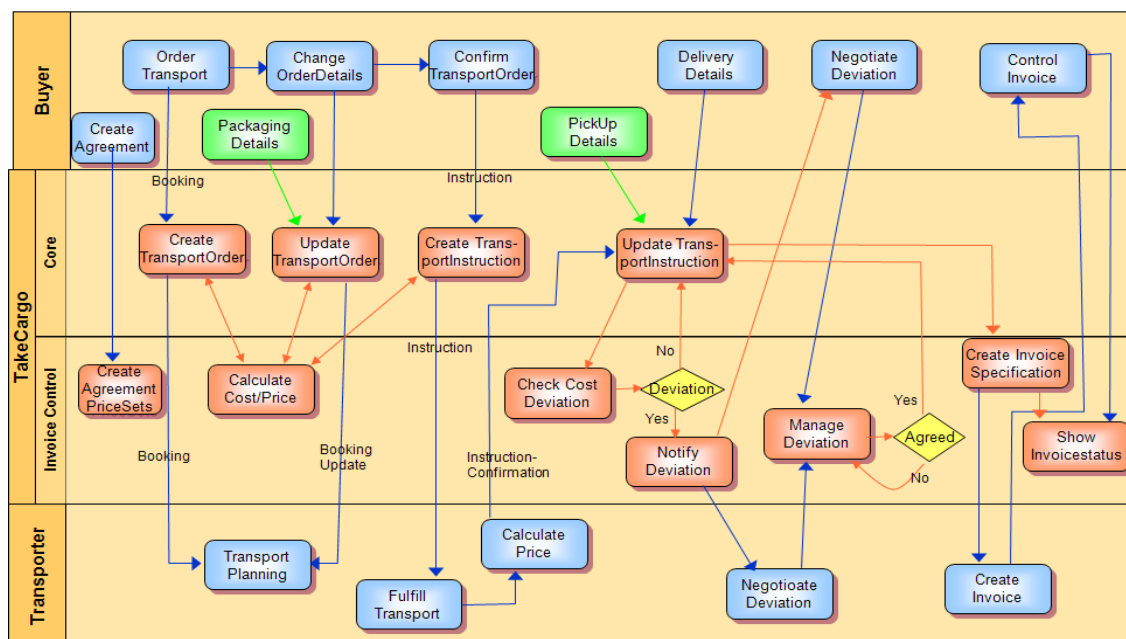 Buyer
Order
Transport
Change
OrderDetails
Confirm
TransportOrder
Delivery
Details
Negotiate
Deviation
Control
Invoice
Create
Agreement
Packaging
Details
PickUp
Details
TakeCargo
Core
Booking
Instruction
Create
TransportOrder
Update
TransportOrder
Create Trans-
portInstruction
Update Trans-
portInstruction
Invoice Control
Instruction
No
Create Invoice
Specification
Create
Agreement
PriceSets
Calculate
Cost/Price
Check Cost
Deviation
Deviation
Yes
Yes
Manage
Deviation
Agreed
Show
Invoicestatus
Booking
Booking
Update
Instruction-
Confirmation
Notify
Deviation
No
Transporter
Transport
Planning
Calculate
Price
Fulfill
Transport
Negotioate
Deviation
Create
Invoice